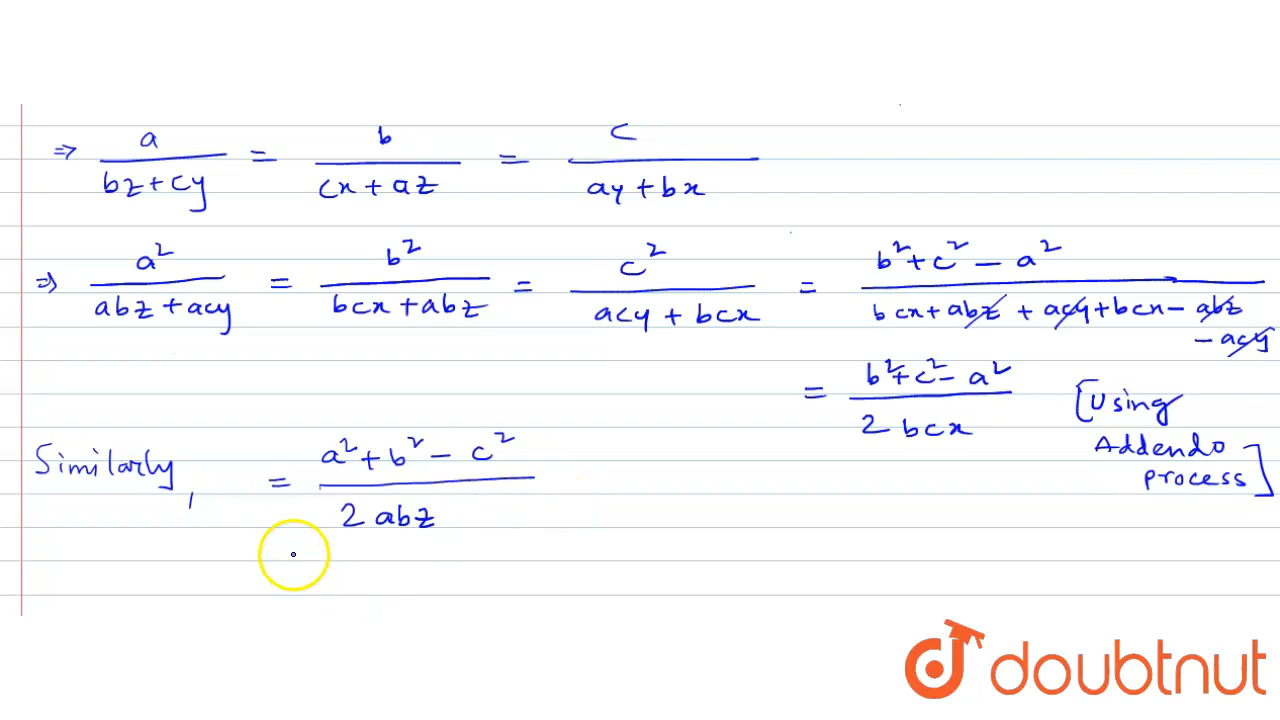 ⇒ a/(bz+cy) = b/(cx+az) = c/(ay+bx)
⇒ a²/(abz+acy) = b²/(bcx+abz) = c²/(acy+bcx) = (b²+c²-a²)/(bcx+abz+acy+bcx-abz-acy)
= (b²+c²-a²)/(2bcx) [Using Addendo process]
Similarly, = (a²+b²-c²)/(2abz)
doubtnut